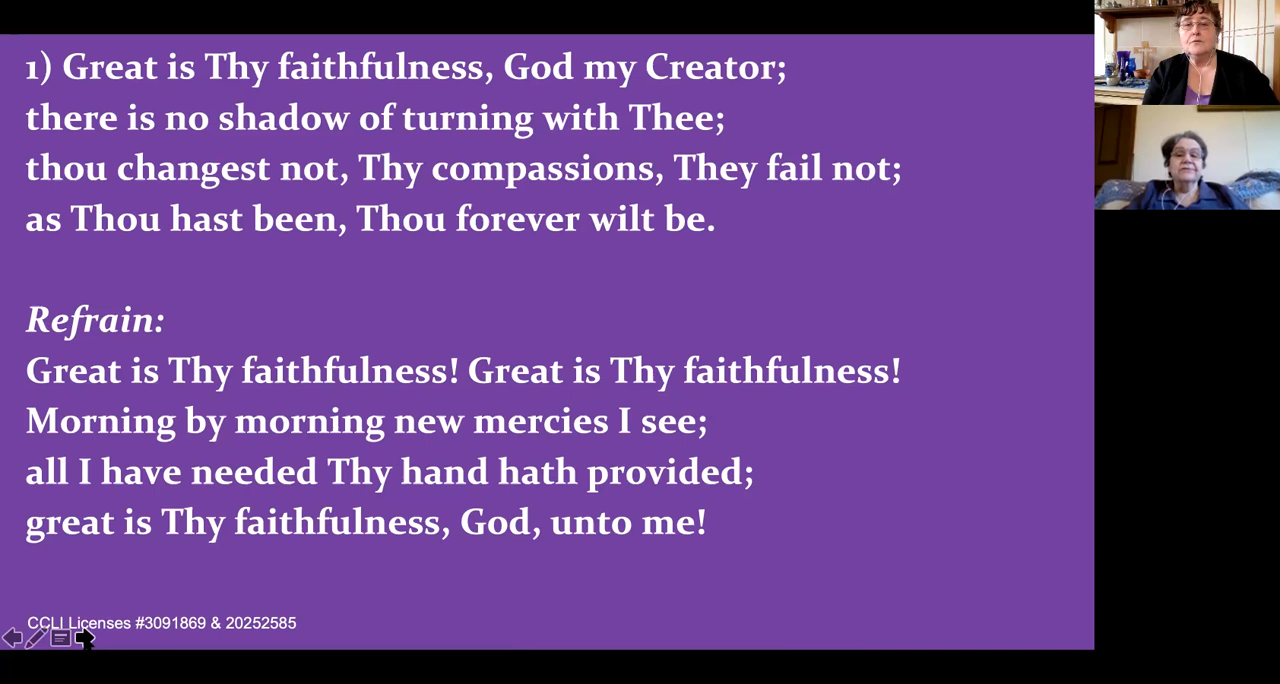 1) Great is Thy faithfulness, God my Creator;
there is no shadow of turning with Thee;
thou changest not, Thy compassions, They fail not;
as Thou hast been, Thou forever wilt be.
Refrain:
Great is Thy faithfulness! Great is Thy faithfulness!
Morning by morning new mercies I see;
all I have needed Thy hand hath provided;
great is Thy faithfulness, God, unto me!
CCLI Licenses #3091869 & 20252585